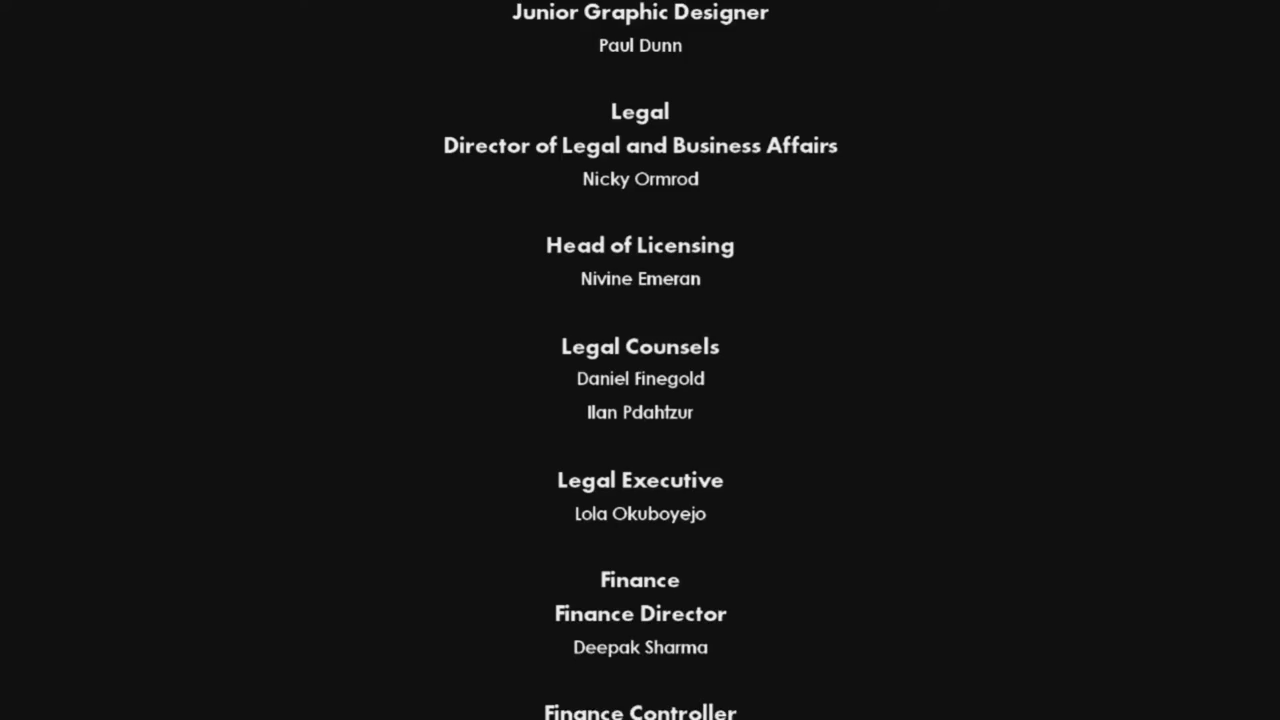 Junior Graphic Designer
Paul Dunn
Legal
Director of Legal and Business Affairs
Nicky Ormrod
Head of Licensing
Nivine Emeran
Legal Counsels
Daniel Finegold
Ilan Pdahtzur
Legal Executive
Lola Okuboyejo
Finance
Finance Director
Deepak Sharma
Finance Controller